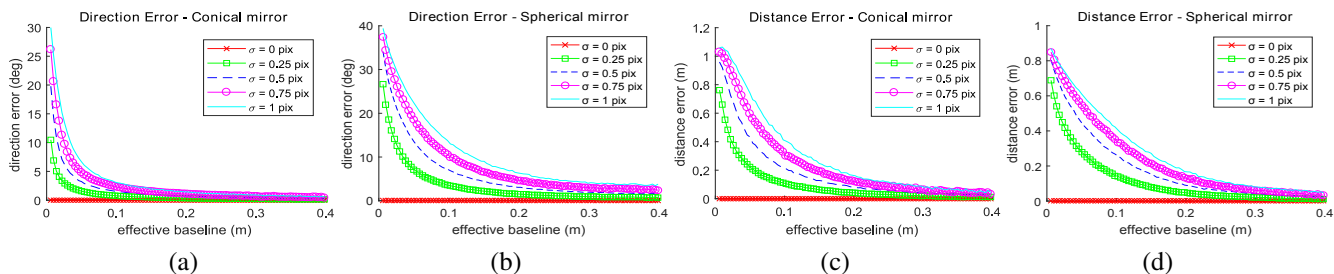 Direction Error - Conical mirror
30
25
20
15
10
5
0
direction error (deg)
σ = 0 pix
σ = 0.25 pix
σ = 0.5 pix
σ = 0.75 pix
σ = 1 pix
0 0.1 0.2 0.3 0.4
effective baseline (m)
(a)
Direction Error - Spherical mirror
40
30
20
10
0
direction error (deg)
σ = 0 pix
σ = 0.25 pix
σ = 0.5 pix
σ = 0.75 pix
σ = 1 pix
0 0.1 0.2 0.3 0.4
effective baseline (m)
(b)
Distance Error - Conical mirror
1.2
1
0.8
0.6
0.4
0.2
0
distance error (m)
σ = 0 pix
σ = 0.25 pix
σ = 0.5 pix
σ = 0.75 pix
σ = 1 pix
0 0.1 0.2 0.3 0.4
effective baseline (m)
(c)
Distance Error - Spherical mirror
1
0.8
0.6
0.4
0.2
0
distance error (m)
σ = 0 pix
σ = 0.25 pix
σ = 0.5 pix
σ = 0.75 pix
σ = 1 pix
0 0.1 0.2 0.3 0.4
effective baseline (m)
(d)